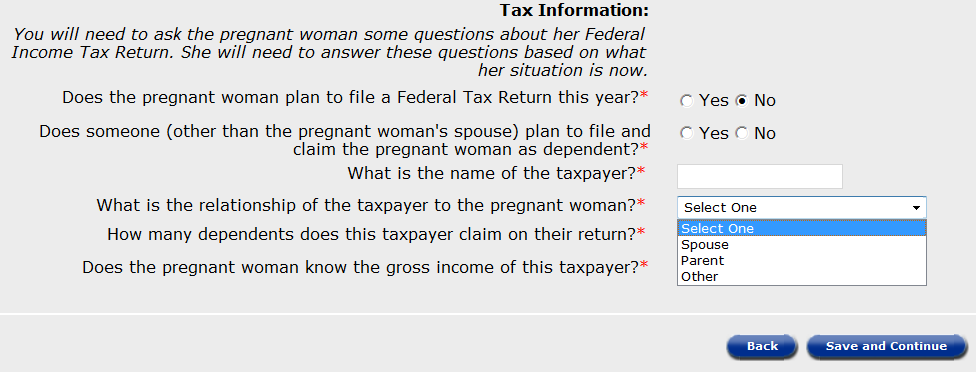 Tax Information:
You will need to ask the pregnant woman some questions about her Federal
Income Tax Return. She will need to answer these questions based on what
her situation is now.
Does the pregnant woman plan to file a Federal Tax Return this year?* Yes No
Does someone (other than the pregnant woman's spouse) plan to file and
claim the pregnant woman as dependent?* Yes No
What is the name of the taxpayer?*
What is the relationship of the taxpayer to the pregnant woman?* Select One
Select One
Spouse
How many dependents does this taxpayer claim on their return?*
Parent
Does the pregnant woman know the gross income of this taxpayer?*
Other
Back Save and Continue